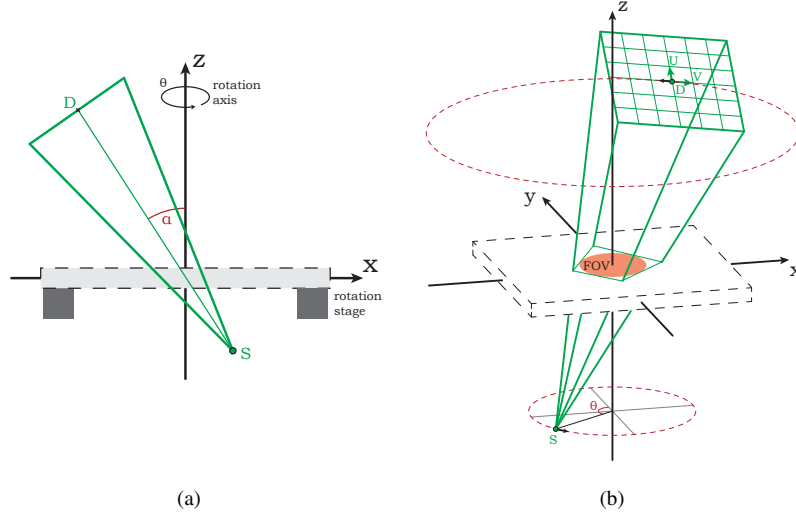 z
D
θ
rotation
axis
α
x
rotation
stage
S
(a)
z
U
V
D
y
FOV
x
θ
S
(b)